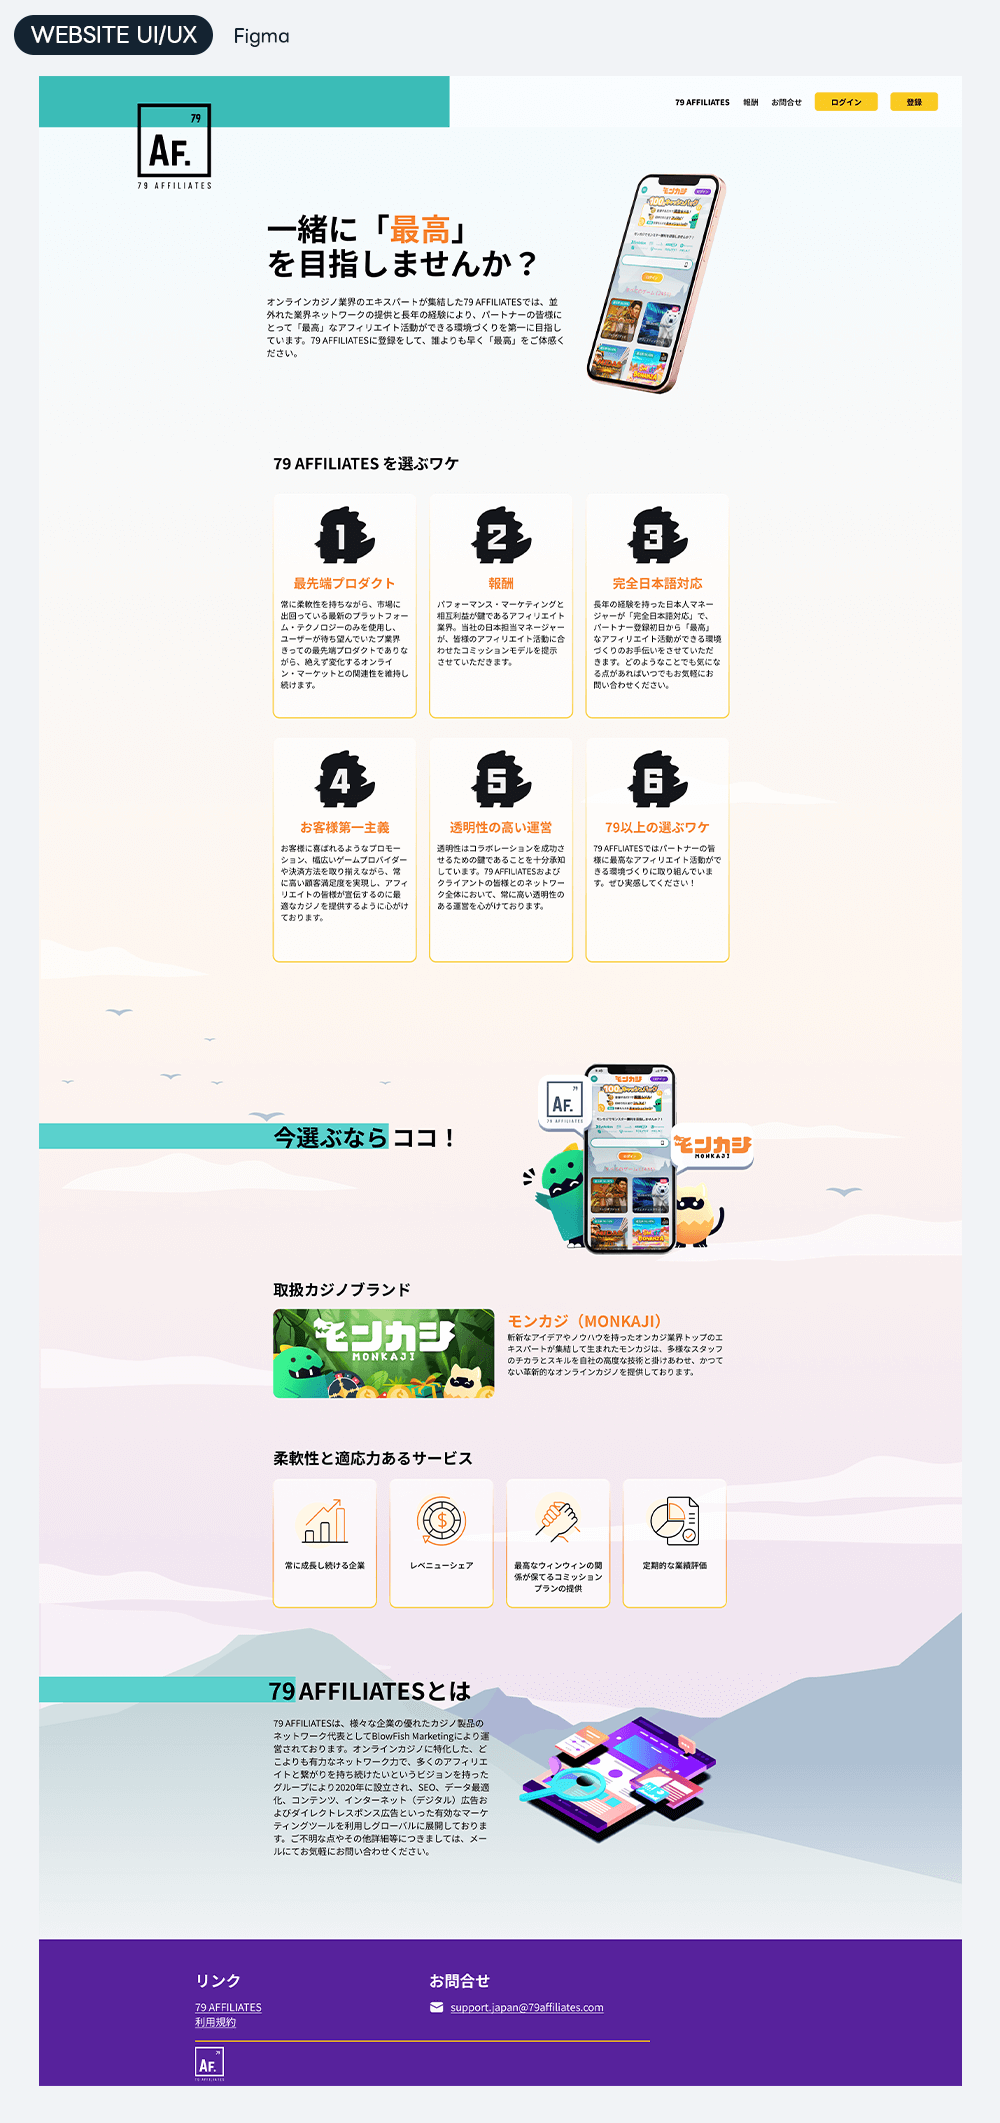 WEBSITE UI/UX Figma
79 AFFILIATES 報酬 お問合せ ログイン 登録
79
AF.
79 AFFILIATES
一緒に「最高」
を目指しませんか？
オンラインカジノ業界のエキスパートが集結した79 AFFILIATESでは、並
外れた業界ネットワークの提供と長年の経験により、パートナーの皆様に
とって「最高」なアフィリエイト活動ができる環境づくりを第一に目指し
ています。79 AFFILIATESに登録をして、誰よりも早く「最高」をご体感く
ださい。
モンカジ
79 AFFILIATES を選ぶワケ
1
最先端プロダクト
常に柔軟性を持ちながら、市場に
出回っている最新のプラットフォー
ム・テクノロジーのみを使用し、
ユーザーが待ち望んでいたブ業界
きっての最先端プロダクトでありな
がら、絶えず変化するオンライ
ン・マーケットとの関連性を維持し
続けます。
2
報酬
パフォーマンス・マーケティングと
相互利益が鍵であるアフィリエイト
業界。当社の日本担当マネージャー
が、皆様のアフィリエイト活動に合
わせたコミッションモデルを提示
させていただきます。
3
完全日本語対応
長年の経験を持った日本人マネー
ジャーが「完全日本語対応」で、
パートナー登録初日から「最高」
なアフィリエイト活動ができる環境
づくりのお手伝いをさせていただ
きます。どのようなことでも気にな
る点があればいつでもお気軽にお
問い合わせください。
4
お客様第一主義
お客様に喜ばれるようなプロモー
ション、幅広いゲームプロバイダー
や決済方法を取り揃えながら、常
に高い顧客満足度を実現し、アフィ
リエイトの皆様が宣伝するのに最
適なカジノを提供するように心がけ
ております。
5
透明性の高い運営
透明性はコラボレーションを成功さ
せるための鍵であることを十分承知
しています。79 AFFILIATESおよび
クライアントの皆様とのネットワー
ク全体において、常に高い透明性の
ある運営を心がけております。
6
79以上の選ぶワケ
79 AFFLIATESではパートナーの皆
様に最高なアフィリエイト活動がで
きる環境づくりに取り組んでいま
す。ぜひ実感してください！
今選ぶなら ココ！
79
AF.
79 AFFILIATES
モンカジ
モンカジ
MONKAJI
取扱カジノブランド
モンカジ
MONKAJI
モンカジ（MONKAJI）
斬新なアイデアやノウハウを持ったオンカジ業界トップのエ
キスパートが集結して生まれたモンカジは、多様なスタッフ
のチカラとスキルを自社の高度な技術と掛けあわせ、かつて
ない革新的なオンラインカジノを提供しております。
柔軟性と適応力あるサービス
常に成長し続ける企業
レベニューシェア
最高なウィンウィンの関
係が保てるコミッション
プランの提供
定期的な業績評価
79 AFFILIATESとは
79 AFFILIATESは、様々な企業の優れたカジノ製品の
ネットワーク代表としてBlowFish Marketingにより運
営されております。オンラインカジノに特化した、ど
こよりも有力なネットワーク力で、多くのアフィリエ
イトと繋がりを持ち続けたいというビジョンを持った
グループにより2020年に設立され、SEO、データ最適
化、コンテンツ、インターネット（デジタル）広告お
よびダイレクトレスポンス広告といった有効なマーケ
ティングツールを利用しグローバルに展開しておりま
す。ご不明な点やその他詳細等につきましては、メー
ルにてお気軽にお問い合わせください。
リンク
79 AFFILIATES
利用規約
お問合せ
support.japan@79affiliates.com
AF.